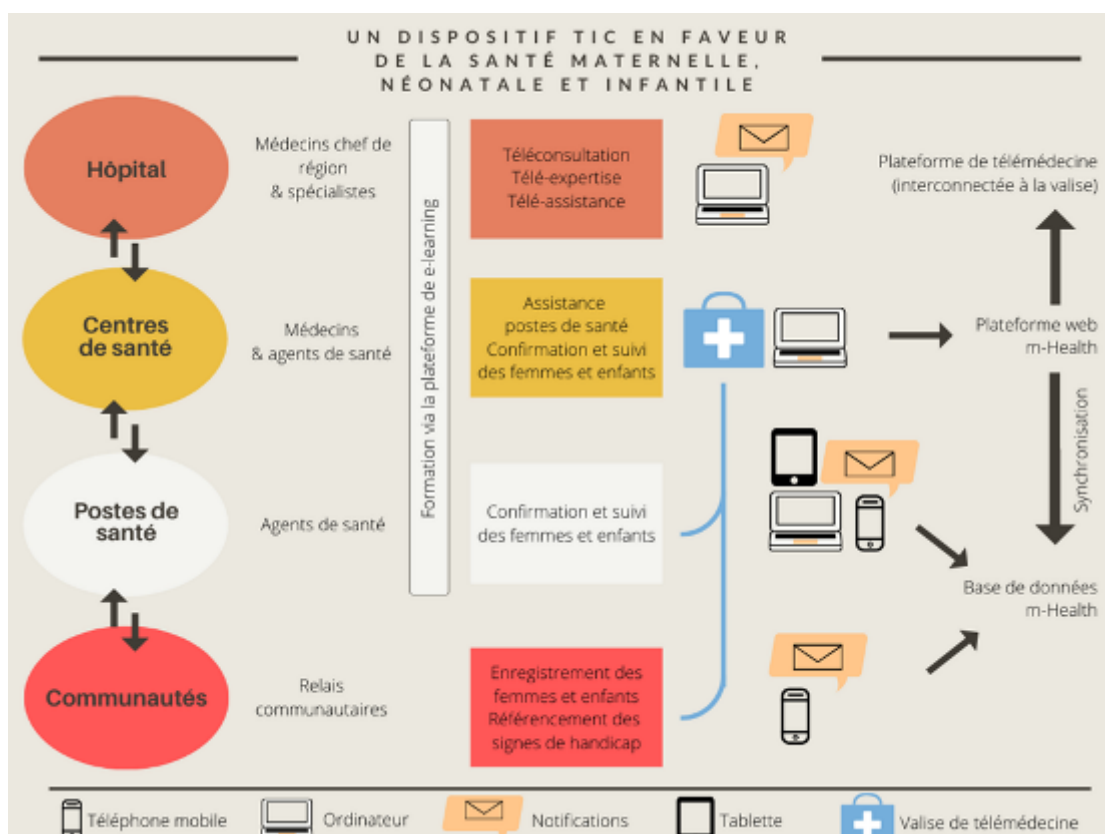 UN DISPOSITIF TIC EN FAVEUR
DE LA SANTÉ MATERNELLE,
NÉONATALE ET INFANTILE
Hôpital
Médecins chef de
région
& spécialistes
Formation via la plateforme de e-learning
Téléconsultation
Télé-expertise
Télé-assistance
Plateforme de télémédecine
(interconnectée à la valise)
Centres
de santé
Médecins
& agents de santé
Assistance
postes de santé
Confirmation et suivi
des femmes et enfants
Plateforme web
m-Health
Synchronisation
Postes de
santé
Agents de santé
Confirmation et suivi
des femmes et enfants
Base de données
m-Health
Communautés
Relais
communautaires
Enregistrement des
femmes et enfants
Référencement des
signes de handicap
Téléphone mobile
Ordinateur
Notifications
Tablette
Valise de télémédecine